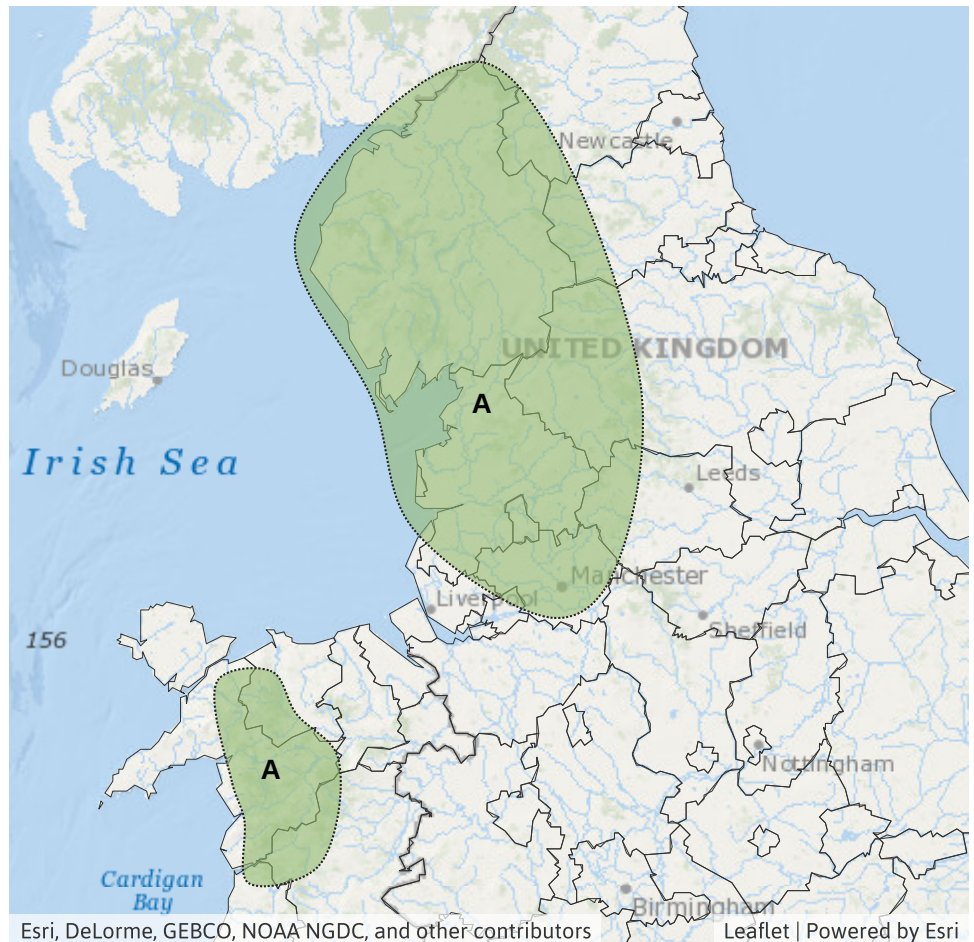 Newcastle
UNITED KINGDOM
Douglas
A
Irish Sea
Leeds
Manchester
Liverpool
Sheffield
156
A
Nottingham
Cardigan
Bay
Birmingham
Esri, DeLorme, GEBCO, NOAA NGDC, and other contributors
Leaflet | Powered by Esri